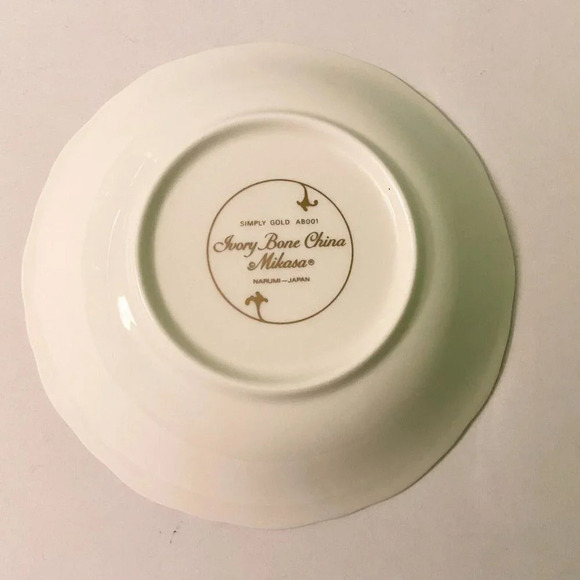 SIMPLY GOLD AB001
Ivory Bone China
Mikasa®
NARUMI—JAPAN